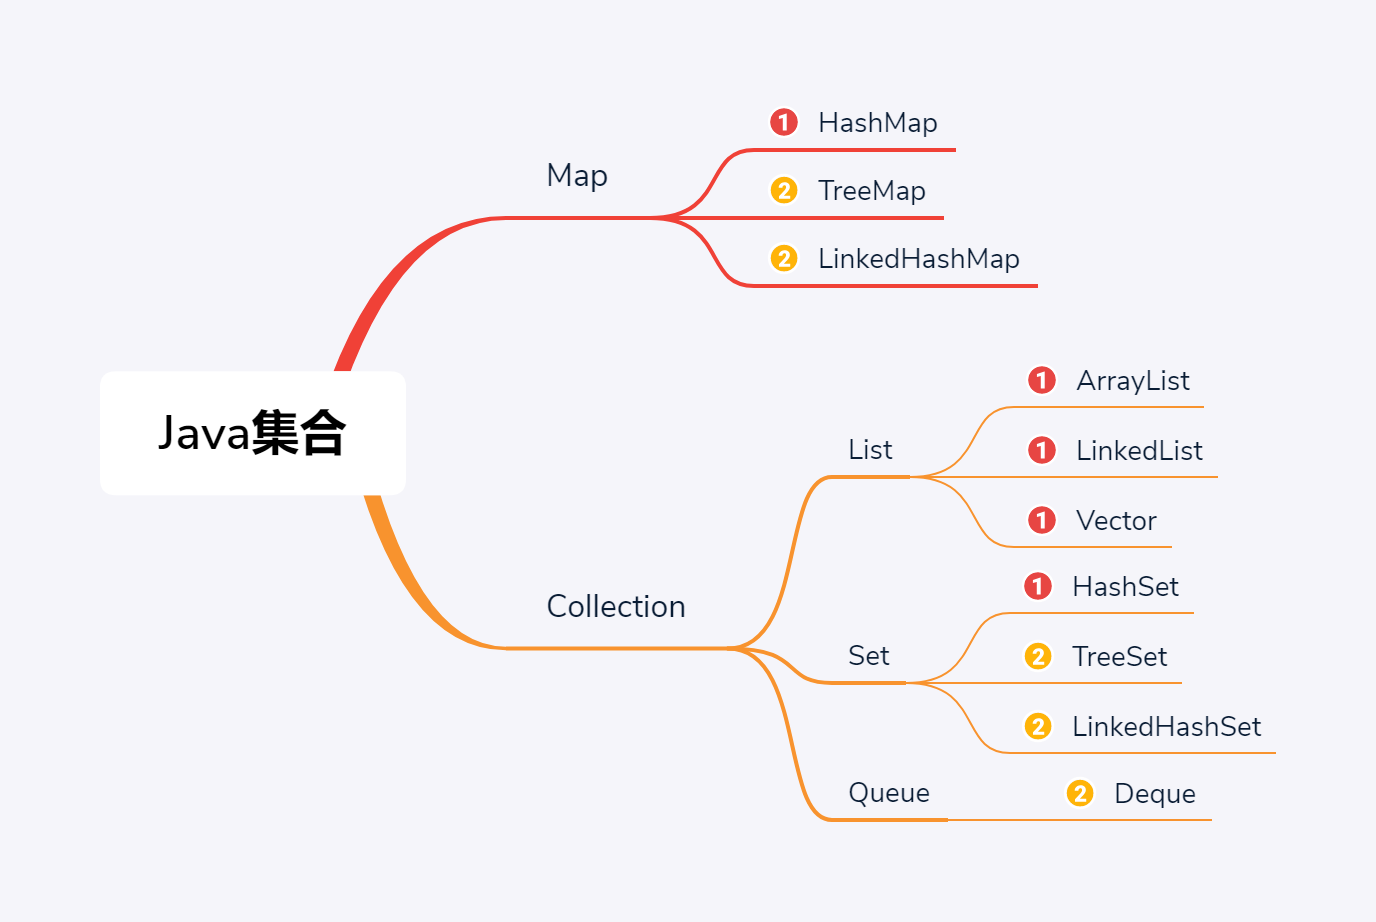 Java集合
Map
1 HashMap
2 TreeMap
2 LinkedHashMap
Collection
List
1 ArrayList
1 LinkedList
1 Vector
Set
1 HashSet
2 TreeSet
2 LinkedHashSet
Queue
2 Deque